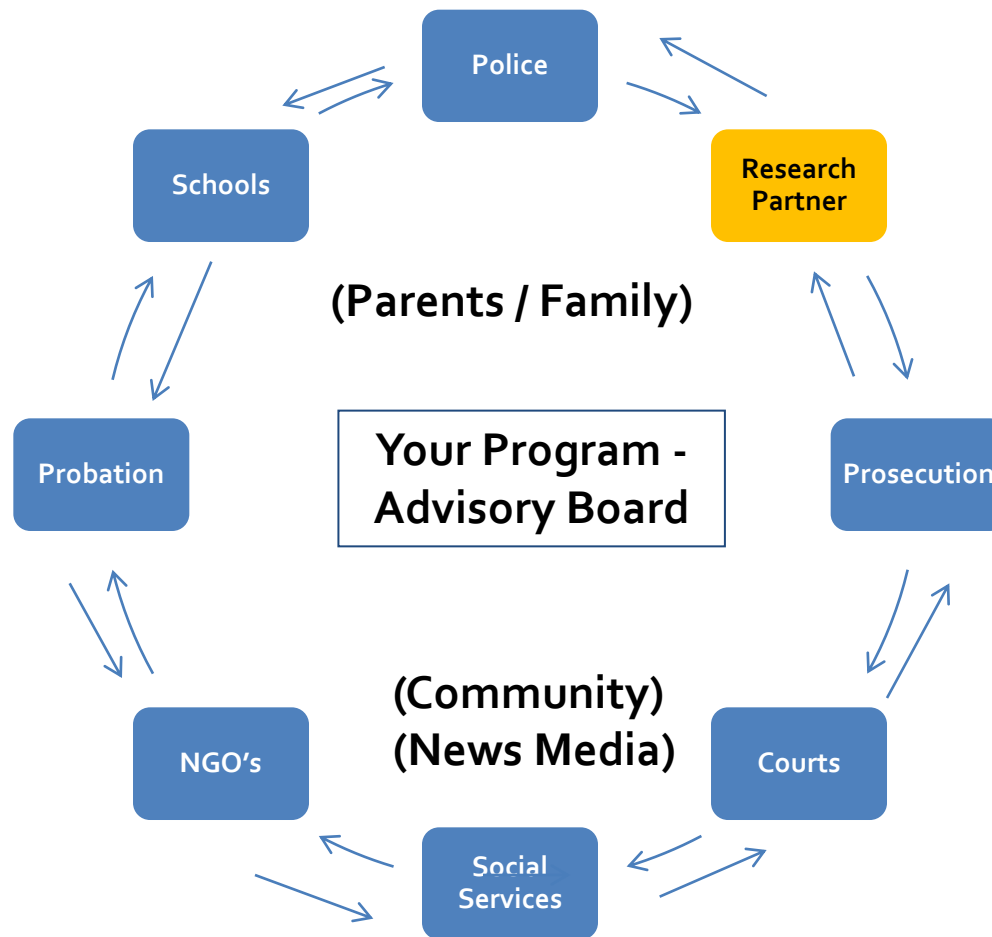 Police
Schools
Research
Partner
(Parents / Family)
Probation
Your Program -
Advisory Board
Prosecution
(Community)
(News Media)
NGO’s
Courts
Social
Services